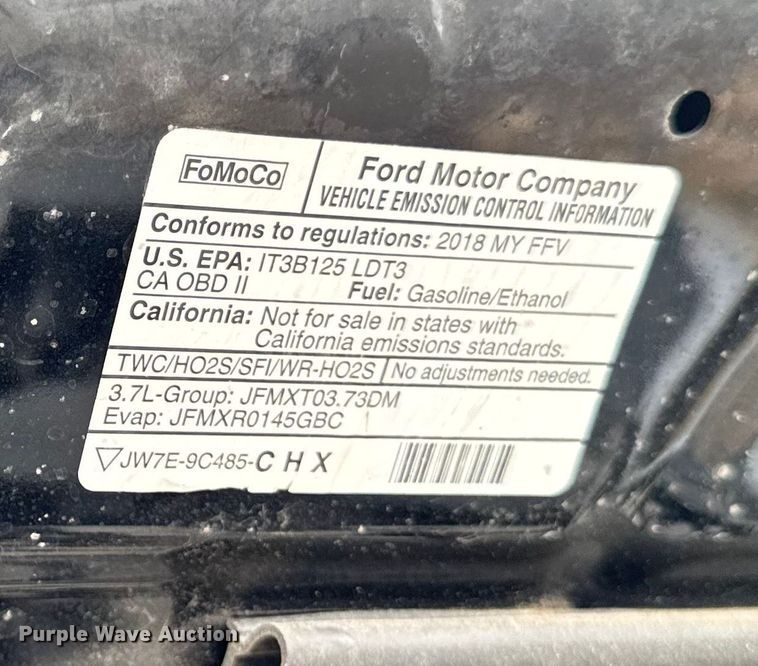 FoMoCo
Ford Motor Company
VEHICLE EMISSION CONTROL INFORMATION
Conforms to regulations: 2018 MY FFV
U.S. EPA: IT3B125 LDT3
CA OBD II Fuel: Gasoline/Ethanol
California: Not for sale in states with
California emissions standards.
TWC/HO2S/SFI/WR-HO2S No adjustments needed.
3.7L-Group: JFMXT03.73DM
Evap: JFMXR0145GBC
JW7E-9C485-CHX
Purple Wave Auction